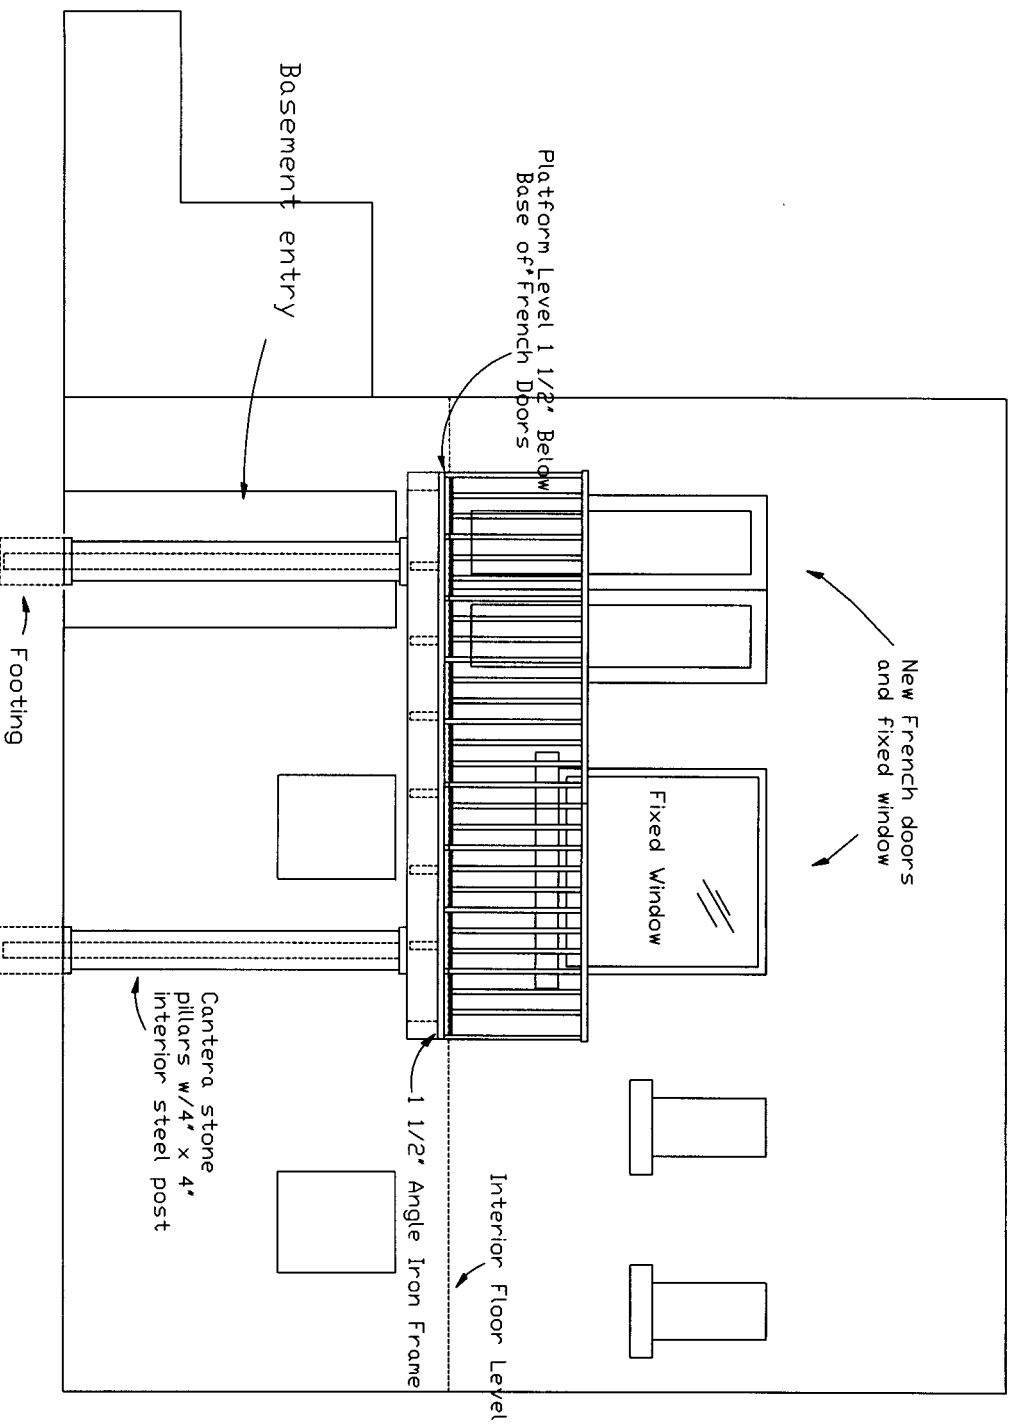 New French doors
and fixed window
Platform Level 1 1/2" Below
Base of French Doors
Fixed Window
Interior Floor Level
1 1/2" Angle Iron Frame
Basement entry
Cantera stone
pillars w/4" x 4"
interior steel post
Footing